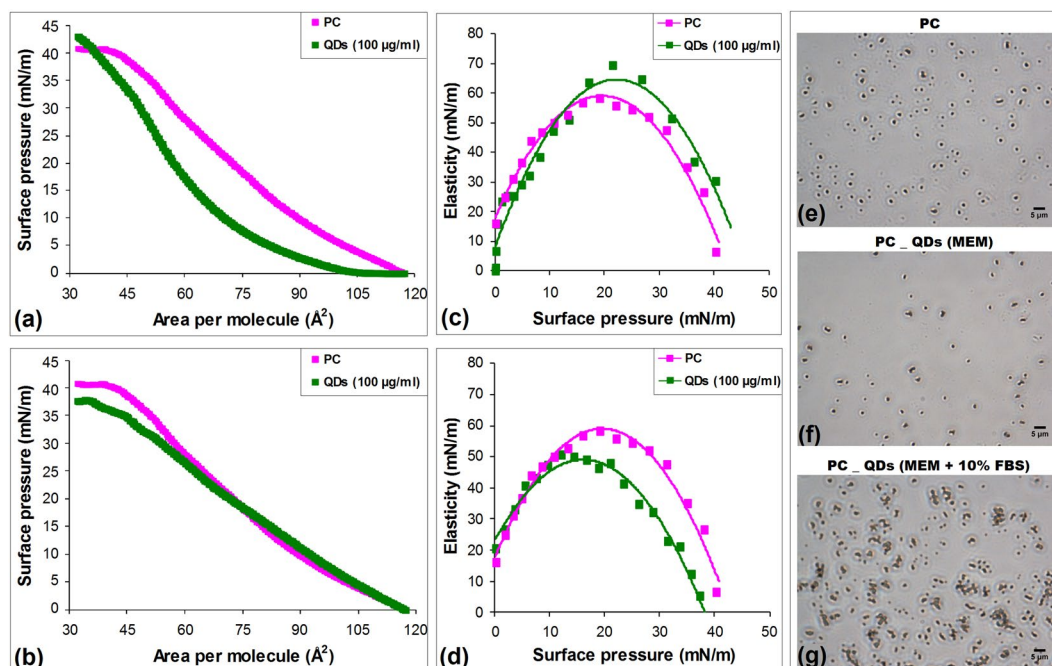 45
40
35
30
25
20
15
10
5
0
Surface pressure (mN/m)
PC
QDs (100 µg/ml)
30 45 60 75 90 105 120 135
Area per molecule (Å²)
(a)
80
70
60
50
40
30
20
10
0
Elasticity (mN/m)
PC
QDs (100 µg/ml)
0 10 20 30 40 50
Surface pressure (mN/m)
(c)
PC
(e)
5 µm
45
40
35
30
25
20
15
10
5
0
Surface pressure (mN/m)
PC
QDs (100 µg/ml)
30 45 60 75 90 105 120 135
Area per molecule (Å²)
(b)
80
70
60
50
40
30
20
10
0
Elasticity (mN/m)
PC
QDs (100 µg/ml)
0 10 20 30 40 50
Surface pressure (mN/m)
(d)
PC _ QDs (MEM)
(f)
5 µm
PC _ QDs (MEM + 10% FBS)
(g)
5 µm